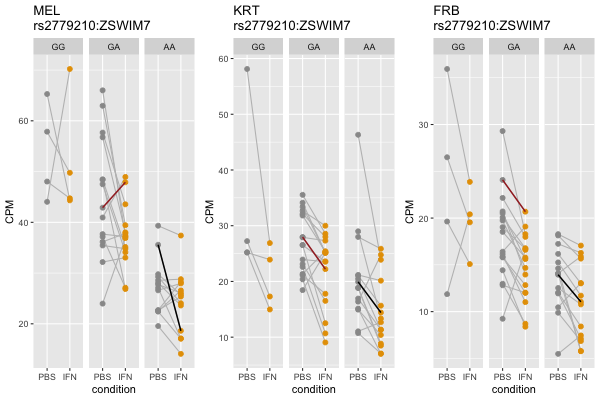 MEL
rs2779210:ZSWIM7
GG GA AA
60
40
20
CPM
PBS IFN PBS IFN PBS IFN
condition
KRT
rs2779210:ZSWIM7
GG GA AA
60
50
40
30
20
10
CPM
PBS IFN PBS IFN PBS IFN
condition
FRB
rs2779210:ZSWIM7
GG GA AA
30
20
10
CPM
PBS IFN PBS IFN PBS IFN
condition